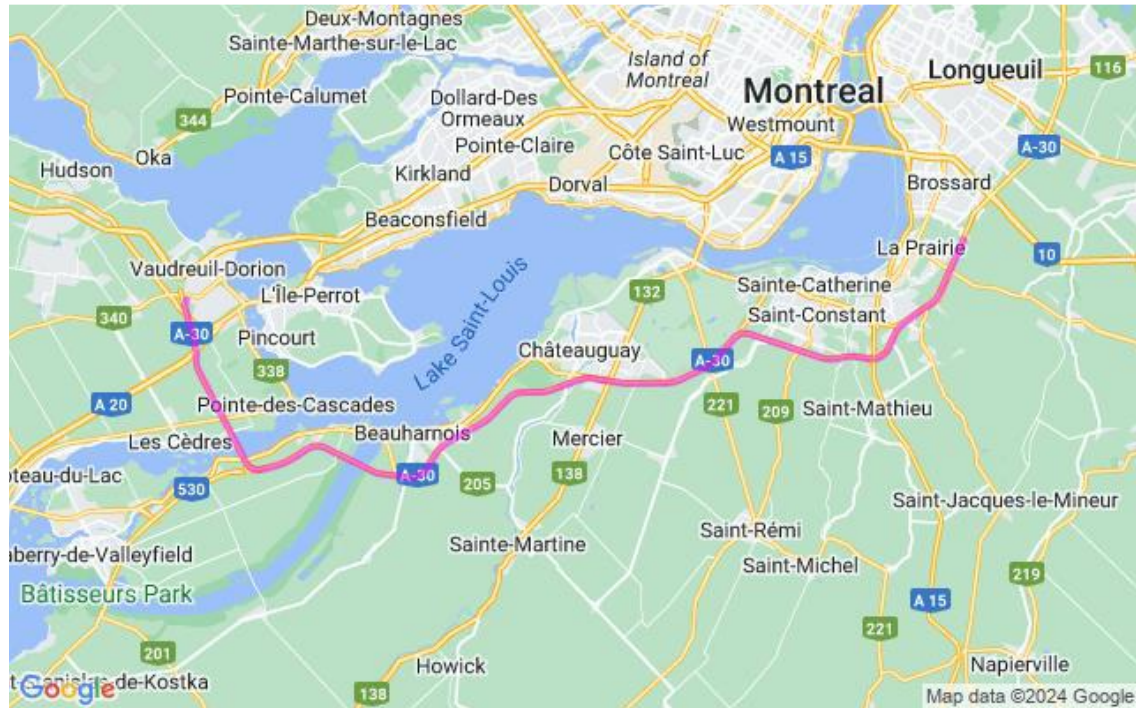 Deux-Montagnes
Sainte-Marthe-sur-le-Lac
Island of
Montreal
Longueuil
116
Pointe-Calumet
Dollard-Des
Ormeaux
Montreal
344
Westmount
Pointe-Claire
Oka
Côte Saint-Luc
A 15
A-30
Hudson
Kirkland
Dorval
Brossard
Beaconsfield
La Prairie
10
Vaudreuil-Dorion
L'Île-Perrot
132
Sainte-Catherine
340
A-30
Lake Saint-Louis
Saint-Constant
Pincourt
Châteauguay
A-30
338
A 20
Pointe-des-Cascades
221
209
Saint-Mathieu
Les Cèdres
Beauharnois
Mercier
oteau-du-Lac
530
A-30
205
138
Saint-Jacques-le-Mineur
Saint-Rémi
aberry-de-Valleyfield
Sainte-Martine
Saint-Michel
219
Bâtisseurs Park
A 15
221
201
Howick
Napierville
de-Kostka
Google
138
Map data ©2024 Google